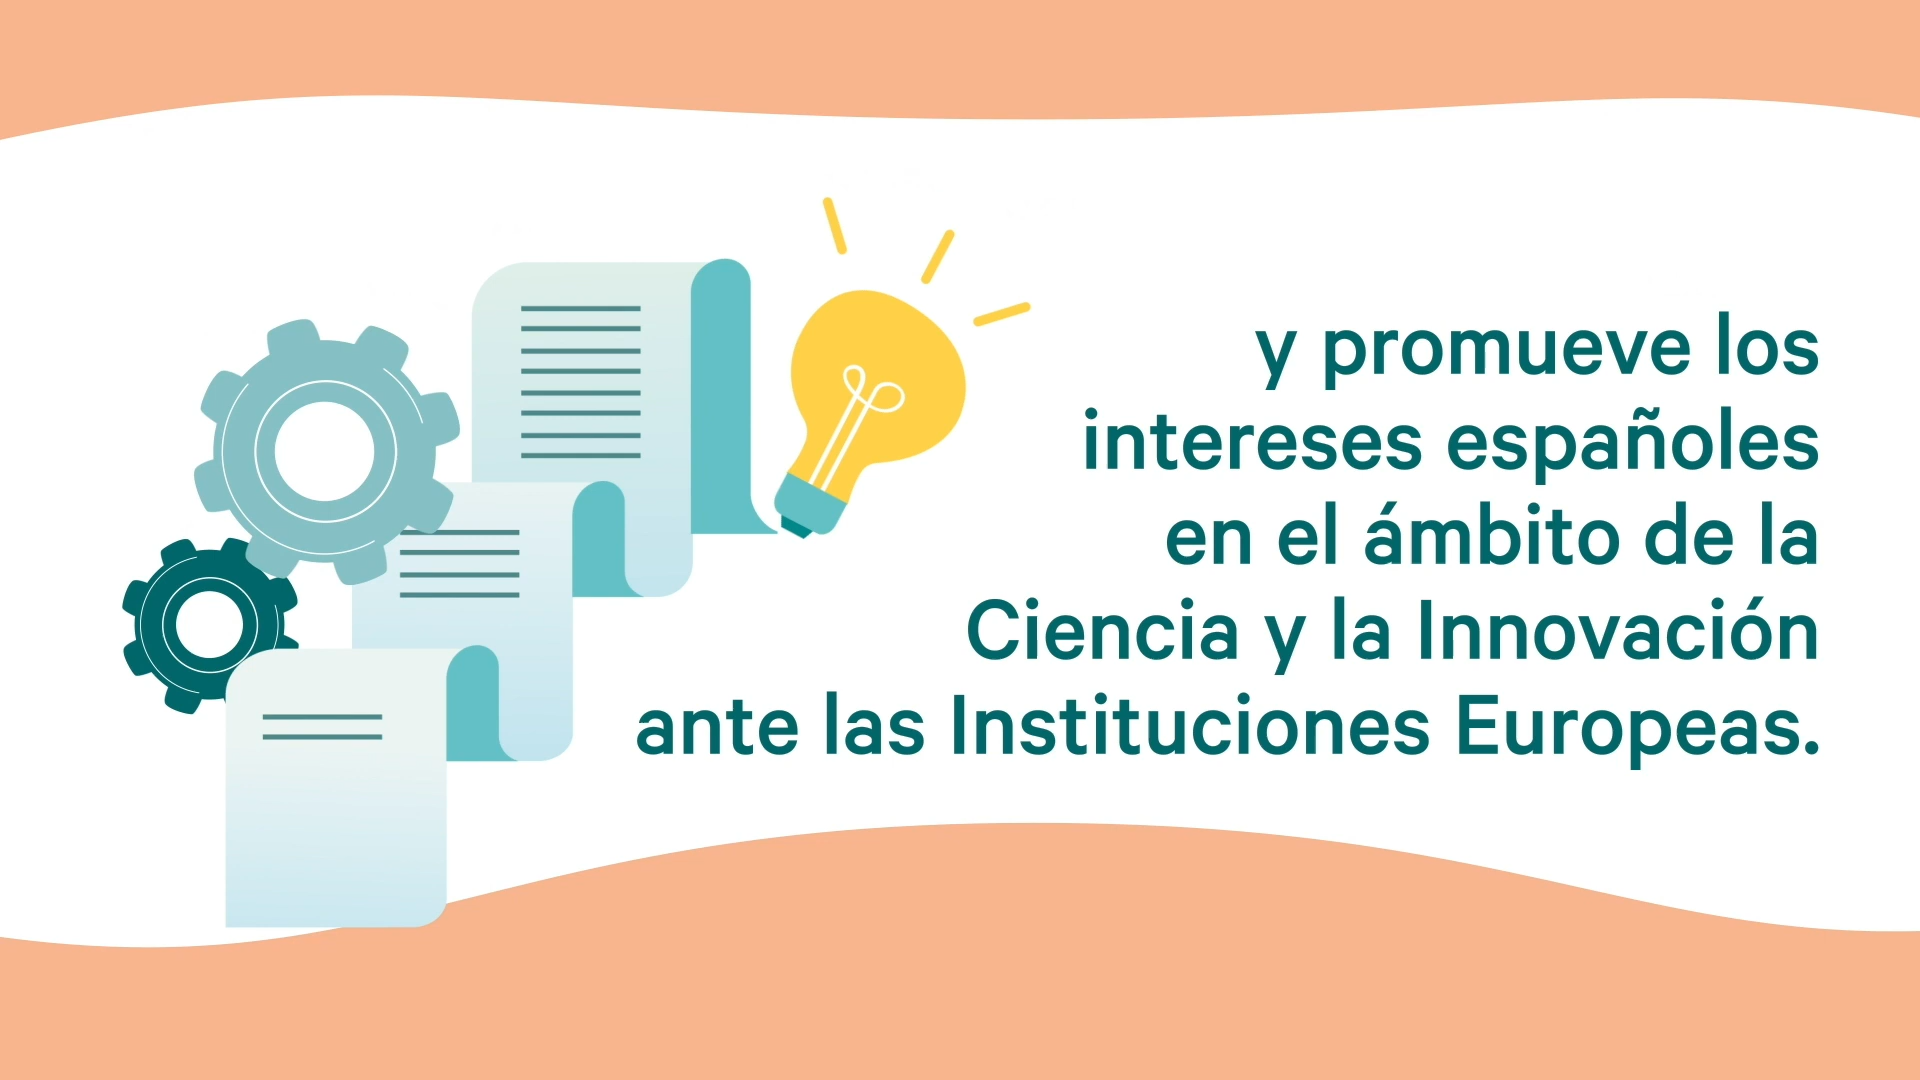 y promueve los
intereses españoles
en el ámbito de la
Ciencia y la Innovación
ante las Instituciones Europeas.